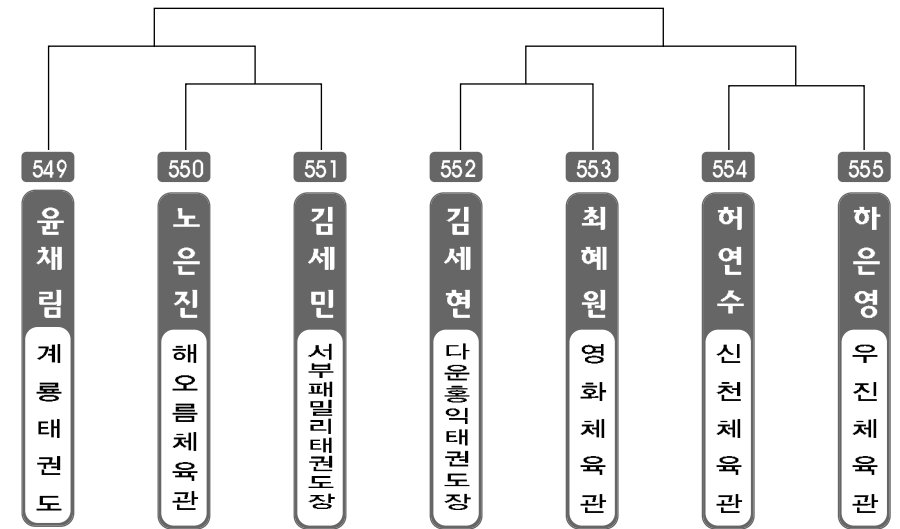 549
윤채림
계룡태권도
550
노은진
해오름체육관
551
김세민
서부패밀리태권도장
552
김세현
다운홍익태권도장
553
최혜원
영화체육관
554
허연수
신천체육관
555
하은영
우진체육관